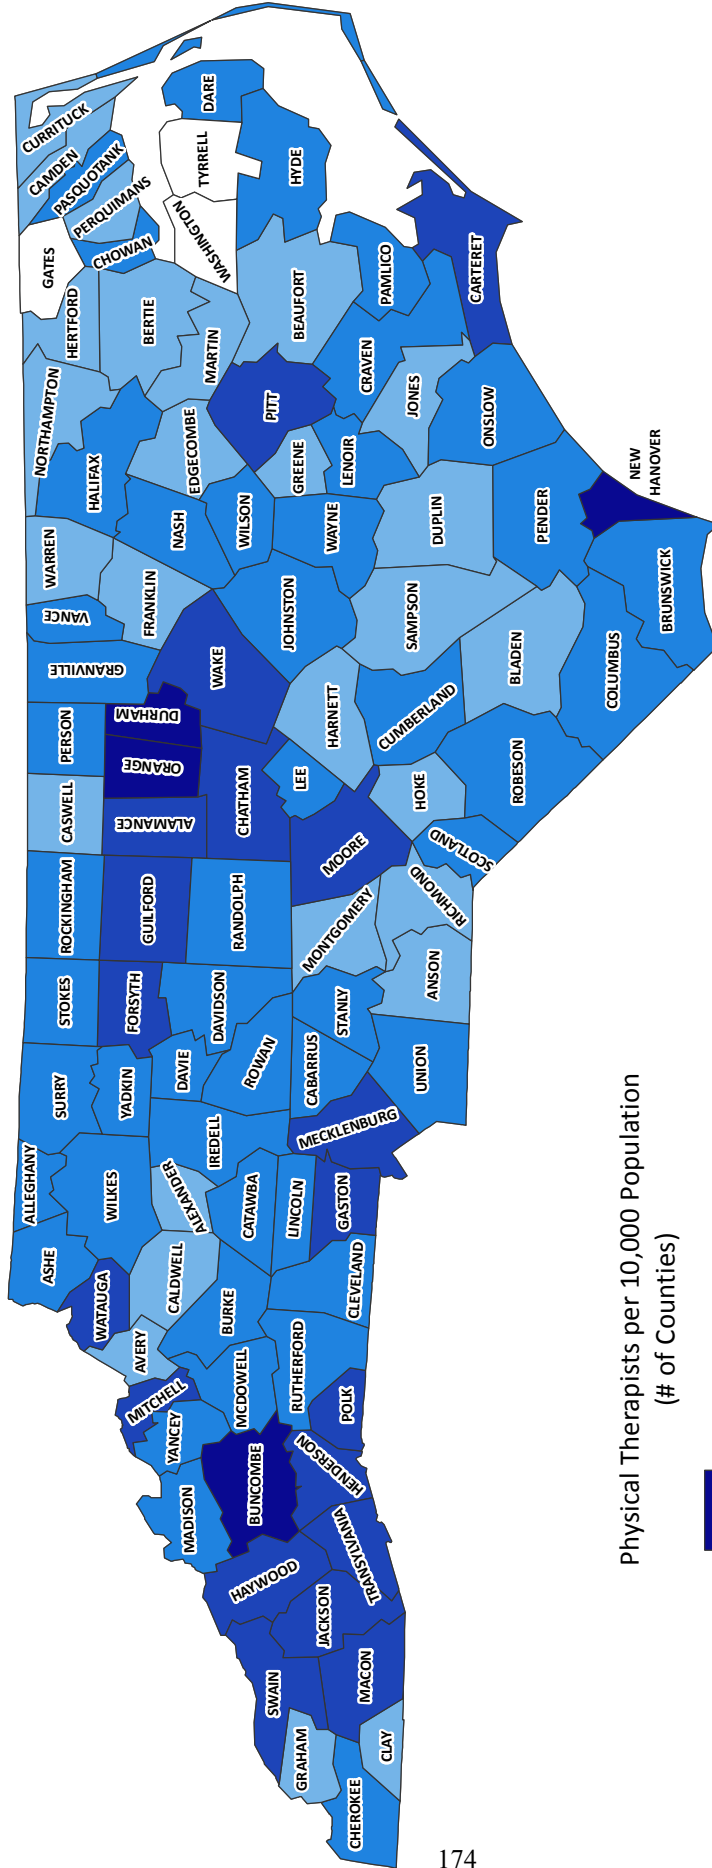 CHEROKEE
GRAHAM
CLAY
SWAIN
MACON
JACKSON
HAYWOOD
TRANSYLVANIA
MADISON
BUNCOMBE
HENDERSON
YANCEY
MITCHELL
MCDOWELL
POLK
RUTHERFORD
AVERY
WATAUGA
BURKE
CALDWELL
CLEVELAND
ASHE
ALLEGHANY
WILKES
ALEXANDER
CATAWBA
LINCOLN
GASTON
IREDELL
MECKLENBURG
SURRY
YADKIN
DAVIE
ROWAN
CABARRUS
UNION
STOKES
FORSYTH
DAVIDSON
STANLY
ANSON
ROCKINGHAM
GUILFORD
RANDOLPH
MONTGOMERY
RICHMOND
CASWELL
ALAMANCE
CHATHAM
MOORE
SCOTLAND
HOKE
PERSON
ORANGE
DURHAM
LEE
HARNETT
CUMBERLAND
ROBESON
GRANVILLE
VANCE
WAKE
WARREN
FRANKLIN
JOHNSTON
SAMPSON
BLADEN
COLUMBUS
BRUNSWICK
HALIFAX
NASH
WILSON
WAYNE
DUPLIN
PENDER
NEW
HANOVER
NORTHAMPTON
EDGECOMBE
GREENE
LENOIR
JONES
ONSLOW
HERTFORD
BERTIE
MARTIN
PITT
CRAVEN
BEAUFORT
PAMLICO
CARTERET
GATES
CHOWAN
PERQUIMANS
PASQUOTANK
CAMDEN
CURRITUCK
WASHINGTON
TYRRELL
HYDE
DARE
Physical Therapists per 10,000 Population
(# of Counties)
174